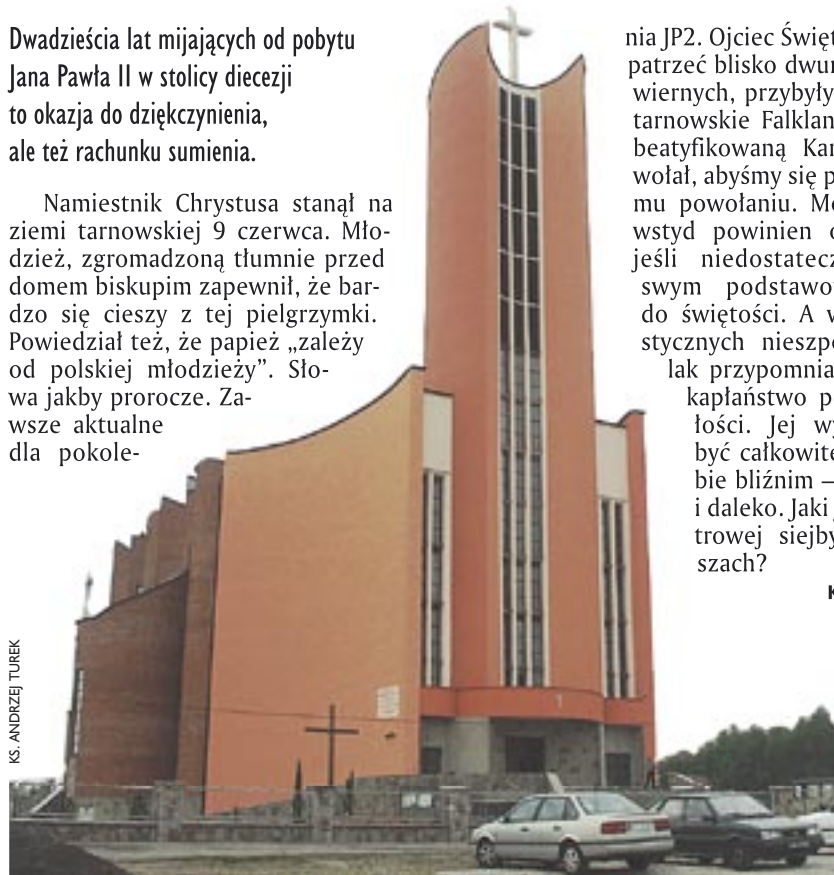 Dwadzieścia lat mijających od pobytu
Jana Pawła II w stolicy diecezji
to okazja do dziękczynienia,
ale też rachunku sumienia.
Namiestnik Chrystusa stanął na
ziemi tarnowskiej 9 czerwca. Mło-
dzież, zgromadzoną tłumnie przed
domem biskupim zapewnił, że bar-
dzo się cieszy z tej pielgrzymki.
Powiedział też, że papież „zależy
od polskiej młodzieży”. Sło-
wa jakby prorocze. Za-
wsze aktualne
dla pokole-
nia JP2. Ojciec Święt
patrzeć blisko dwu
wiernych, przybyły
tarnowskie Falklan
beatyfikowaną Kar
wołał, abyśmy się p
mu powołaniu. Mo
wstyd powinien o
jeśli niedostatecz
swym podstawo
do świętości. A w
stycznych nieszpo
lak przypomnia
kapłaństwo p
łości. Jej wy
być całkowite
bie bliźnim –
i daleko. Jaki
trowej siejby
szach?
K
KS. ANDRZEJ TUREK